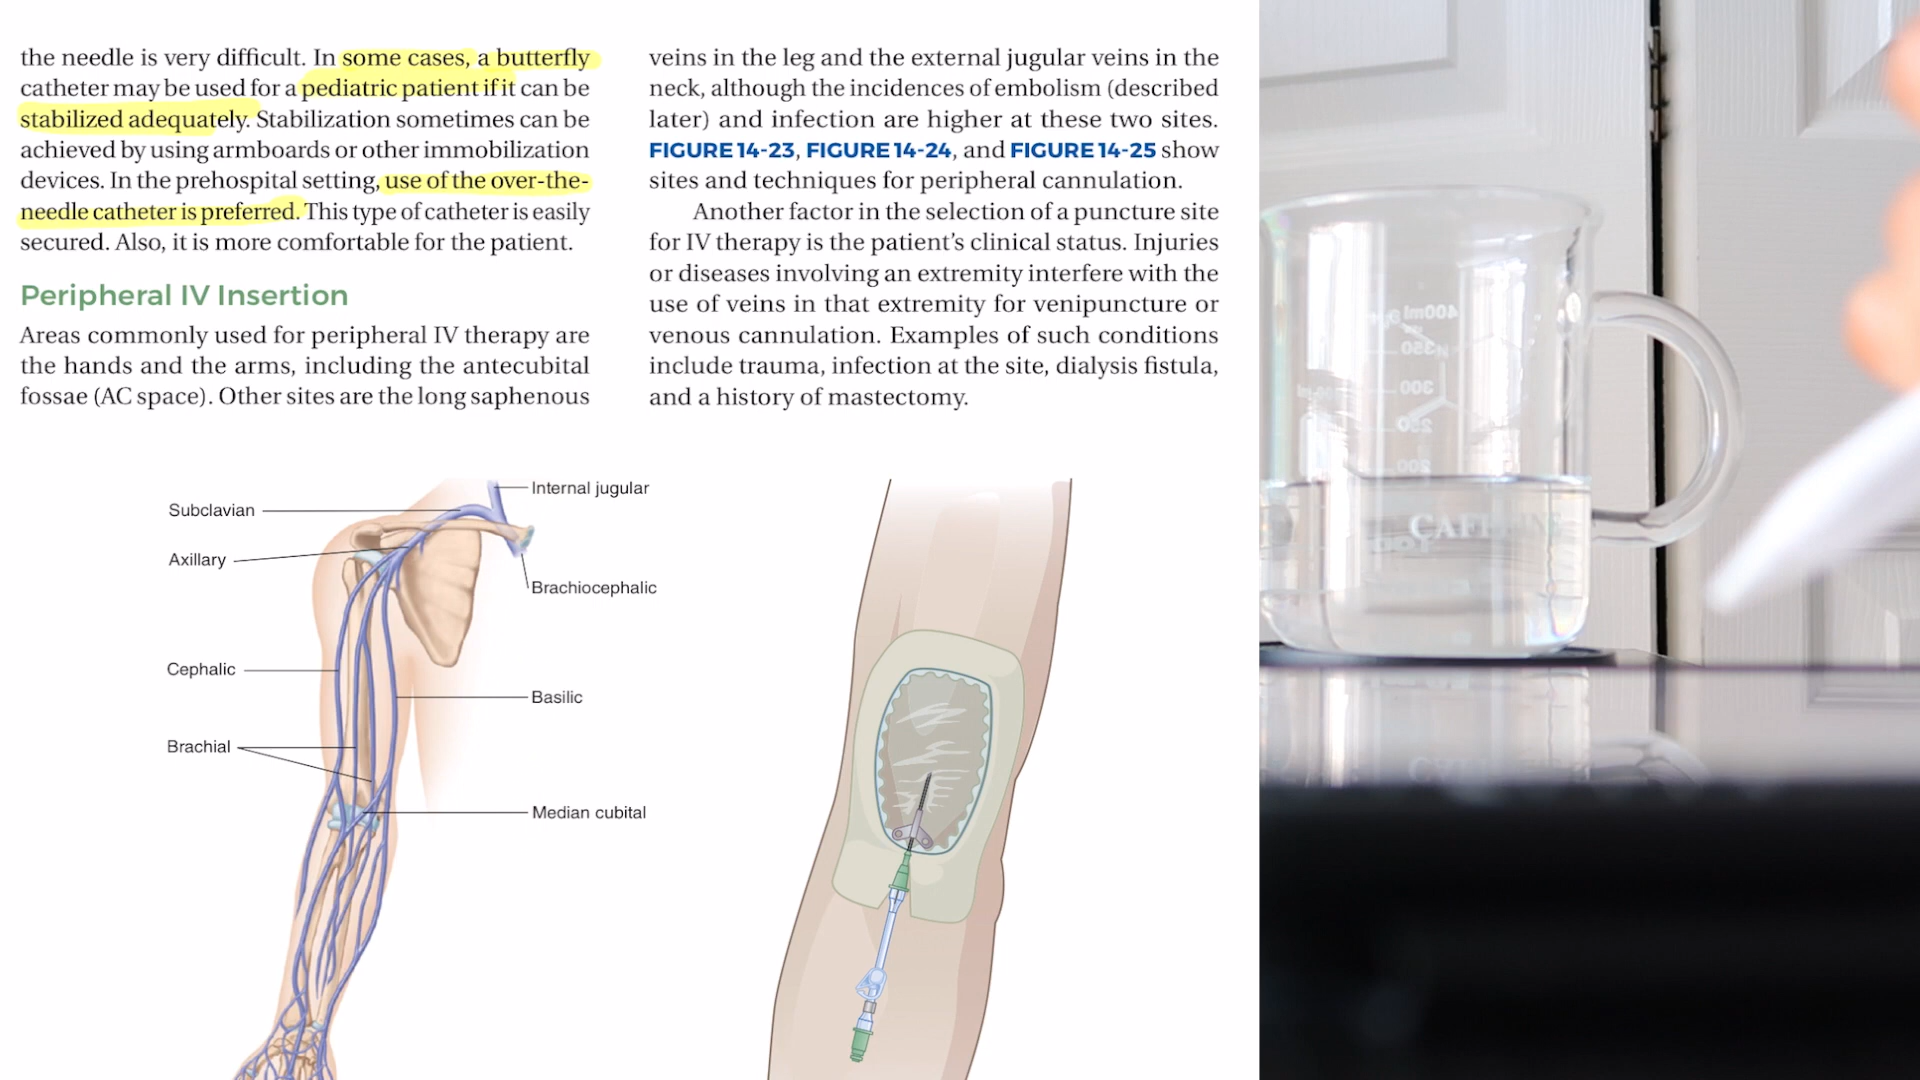 the needle is very difficult. In some cases, a butterfly
catheter may be used for a pediatric patient if it can be
stabilized adequately. Stabilization sometimes can be
achieved by using armboards or other immobilization
devices. In the prehospital setting, use of the over-the-
needle catheter is preferred. This type of catheter is easily
secured. Also, it is more comfortable for the patient.
Peripheral IV Insertion
Areas commonly used for peripheral IV therapy are
the hands and the arms, including the antecubital
fossae (AC space). Other sites are the long saphenous
veins in the leg and the external jugular veins in the
neck, although the incidences of embolism (described
later) and infection are higher at these two sites.
FIGURE 14-23, FIGURE 14-24, and FIGURE 14-25 show
sites and techniques for peripheral cannulation.
Another factor in the selection of a puncture site
for IV therapy is the patient's clinical status. Injuries
or diseases involving an extremity interfere with the
use of veins in that extremity for venipuncture or
venous cannulation. Examples of such conditions
include trauma, infection at the site, dialysis fistula,
and a history of mastectomy.
Internal jugular
Subclavian
Axillary
Brachiocephalic
Cephalic
Basilic
Brachial
Median cubital
400ml
350
300
250
200
CAFFEINE